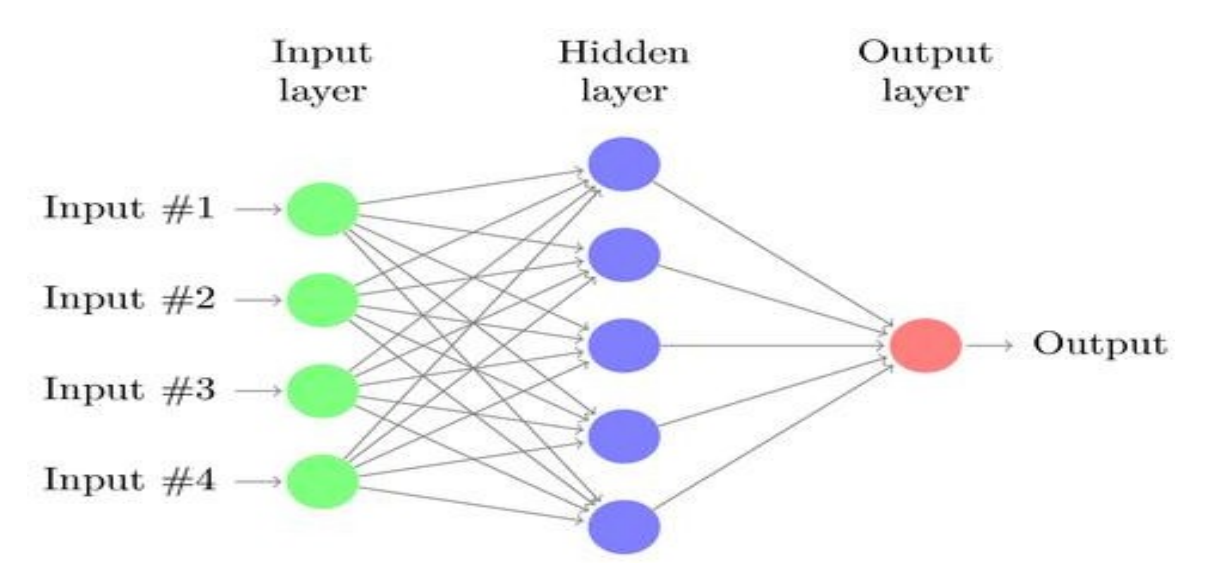 Input
layer
Hidden
layer
Output
layer
Input #1
Input #2
Input #3
Input #4
Output